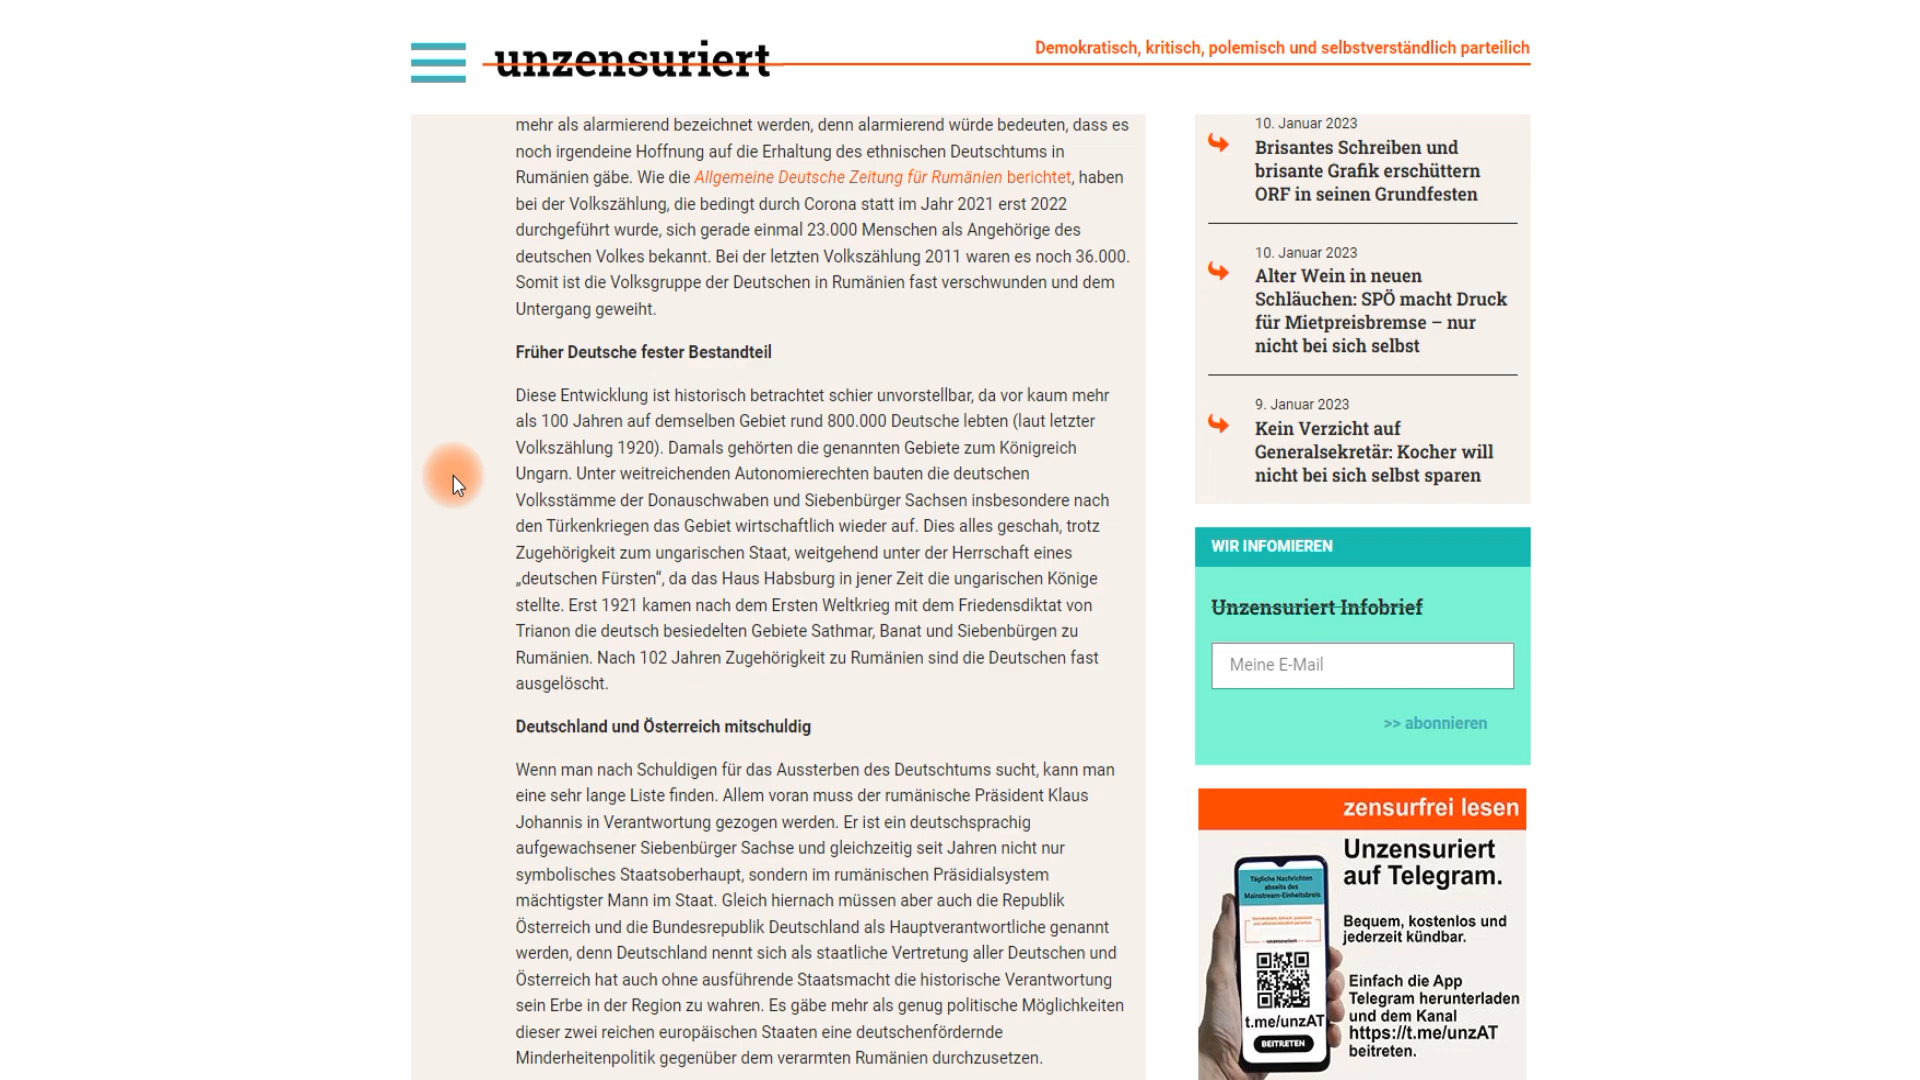 unzensuriert
Demokratisch, kritisch, polemisch und selbstverständlich parteilich
mehr als alarmierend bezeichnet werden, denn alarmierend würde bedeuten, dass es
noch irgendeine Hoffnung auf die Erhaltung des ethnischen Deutschtums in
Rumänien gäbe. Wie die Allgemeine Deutsche Zeitung für Rumänien berichtet, haben
bei der Volkszählung, die bedingt durch Corona statt im Jahr 2021 erst 2022
durchgeführt wurde, sich gerade einmal 23.000 Menschen als Angehörige des
deutschen Volkes bekannt. Bei der letzten Volkszählung 2011 waren es noch 36.000.
Somit ist die Volksgruppe der Deutschen in Rumänien fast verschwunden und dem
Untergang geweiht.
Früher Deutsche fester Bestandteil
Diese Entwicklung ist historisch betrachtet schier unvorstellbar, da vor kaum mehr
als 100 Jahren auf demselben Gebiet rund 800.000 Deutsche lebten (laut letzter
Volkszählung 1920). Damals gehörten die genannten Gebiete zum Königreich
Ungarn. Unter weitreichenden Autonomierechten bauten die deutschen
Volksstämme der Donauschwaben und Siebenbürger Sachsen insbesondere nach
den Türkenkriegen das Gebiet wirtschaftlich wieder auf. Dies alles geschah, trotz
Zugehörigkeit zum ungarischen Staat, weitgehend unter der Herrschaft eines
„deutschen Fürsten“, da das Haus Habsburg in jener Zeit die ungarischen Könige
stellte. Erst 1921 kamen nach dem Ersten Weltkrieg mit dem Friedensdiktat von
Trianon die deutsch besiedelten Gebiete Sathmar, Banat und Siebenbürgen zu
Rumänien. Nach 102 Jahren Zugehörigkeit zu Rumänien sind die Deutschen fast
ausgelöscht.
Deutschland und Österreich mitschuldig
Wenn man nach Schuldigen für das Aussterben des Deutschtums sucht, kann man
eine sehr lange Liste finden. Allem voran muss der rumänische Präsident Klaus
Johannis in Verantwortung gezogen werden. Er ist ein deutschsprachig
aufgewachsener Siebenbürger Sachse und gleichzeitig seit Jahren nicht nur
symbolisches Staatsoberhaupt, sondern im rumänischen Präsidialsystem
mächtigster Mann im Staat. Gleich hiernach müssen aber auch die Republik
Österreich und die Bundesrepublik Deutschland als Hauptverantwortliche genannt
werden, denn Deutschland nennt sich als staatliche Vertretung aller Deutschen und
Österreich hat auch ohne ausführende Staatsmacht die historische Verantwortung
sein Erbe in der Region zu wahren. Es gäbe mehr als genug politische Möglichkeiten
dieser zwei reichen europäischen Staaten eine deutschenfördernde
Minderheitenpolitik gegenüber dem verarmten Rumänien durchzusetzen.
10. Januar 2023
Brisantes Schreiben und
brisante Grafik erschüttern
ORF in seinen Grundfesten
10. Januar 2023
Alter Wein in neuen
Schläuchen: SPÖ macht Druck
für Mietpreisbremse – nur
nicht bei sich selbst
9. Januar 2023
Kein Verzicht auf
Generalsekretär: Kocher will
nicht bei sich selbst sparen
WIR INFOMIEREN
Unzensuriert Infobrief
Meine E-Mail
>> abonnieren
zensurfrei lesen
Unzensuriert
auf Telegram.
Bequem, kostenlos und
jederzeit kündbar.
Einfach die App
Telegram herunterladen
und dem Kanal
https://t.me/unzAT
beitreten.
Tägliche Nachrichten
abseits des
Mainstream-Einheitsbreis
unzensuriert
t.me/unzAT
BEITRETEN